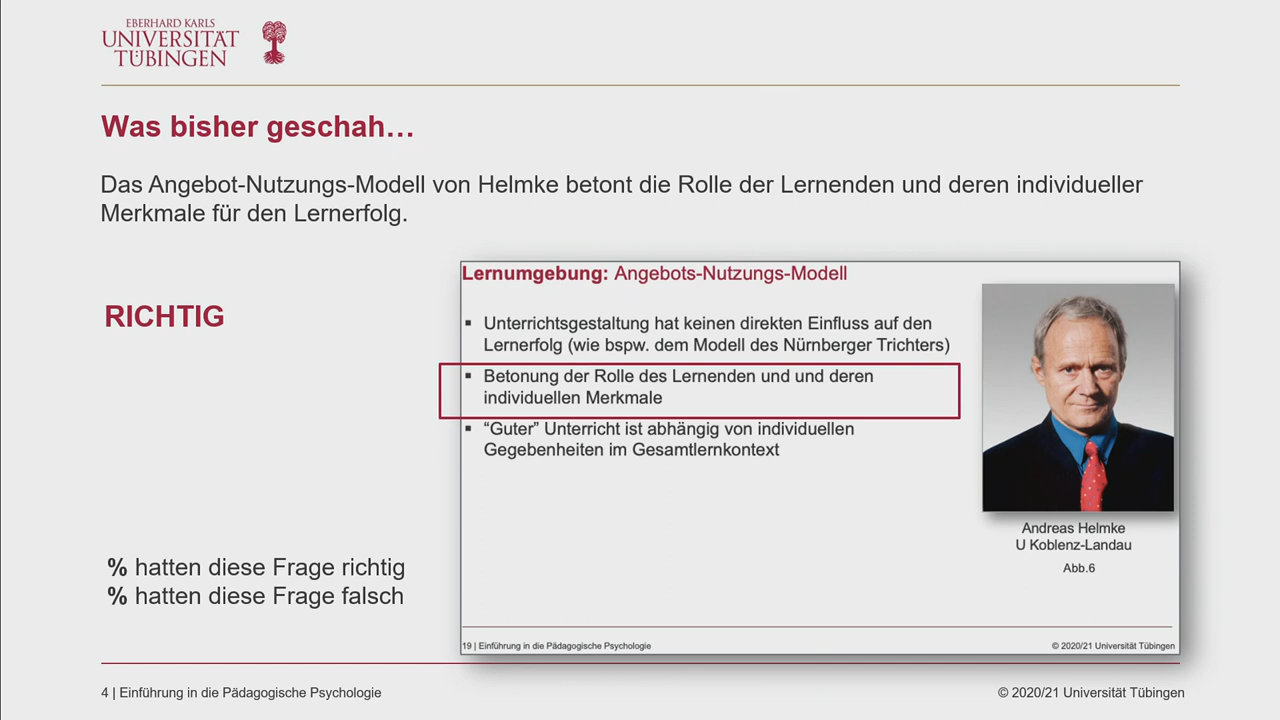 EBERHARD KARLS
UNIVERSITÄT
TÜBINGEN
Was bisher geschah…
Das Angebot-Nutzungs-Modell von Helmke betont die Rolle der Lernenden und deren individueller
Merkmale für den Lernerfolg.
RICHTIG
% hatten diese Frage richtig
% hatten diese Frage falsch
Lernumgebung: Angebots-Nutzungs-Modell
▪ Unterrichtsgestaltung hat keinen direkten Einfluss auf den
Lernerfolg (wie bspw. dem Modell des Nürnberger Trichters)
▪ Betonung der Rolle des Lernenden und und deren
individuellen Merkmale
▪ “Guter” Unterricht ist abhängig von individuellen
Gegebenheiten im Gesamtlernkontext
Andreas Helmke
U Koblenz-Landau
Abb.6
19 | Einführung in die Pädagogische Psychologie
© 2020/21 Universität Tübingen
4 | Einführung in die Pädagogische Psychologie
© 2020/21 Universität Tübingen